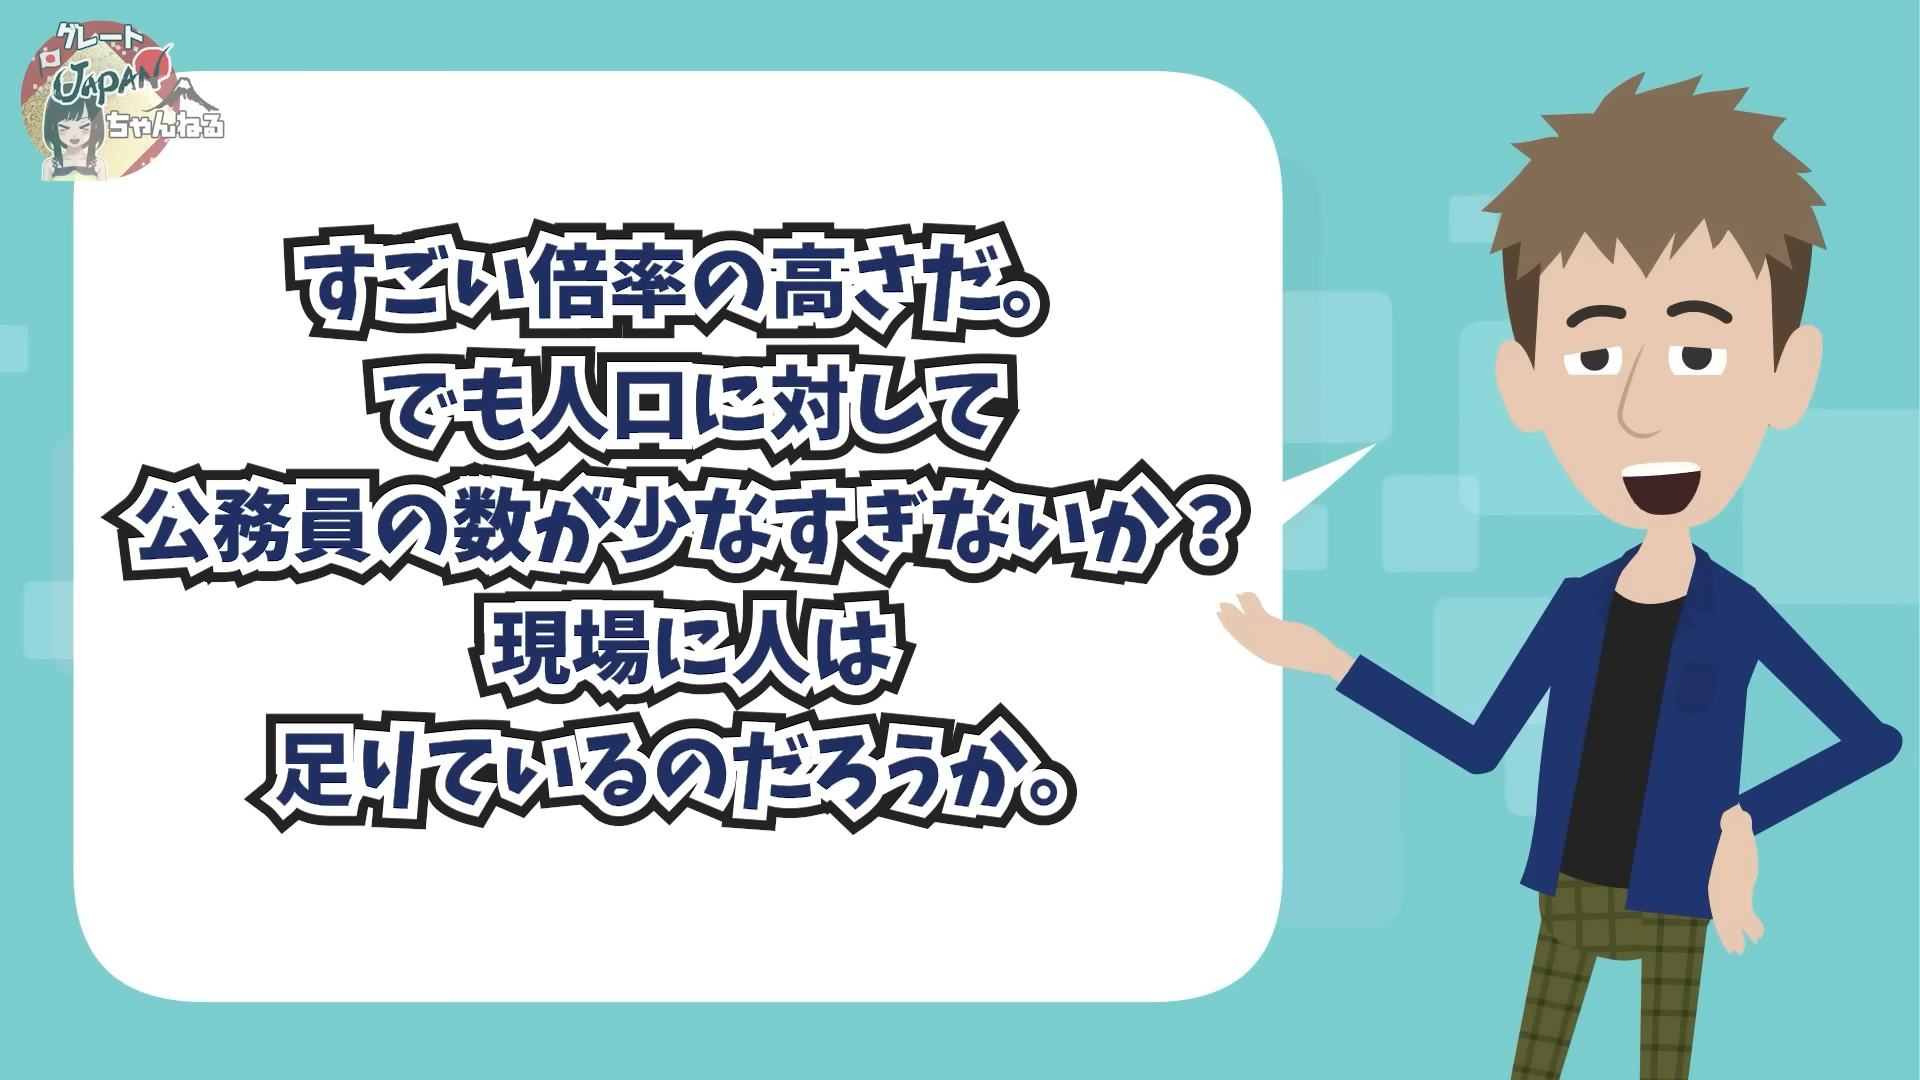 グレート
JAPAN
ちゃんねる
すごい倍率の高さだ。
でも人口に対して
公務員の数が少なすぎないか？
現場に人は
足りているのだろうか。